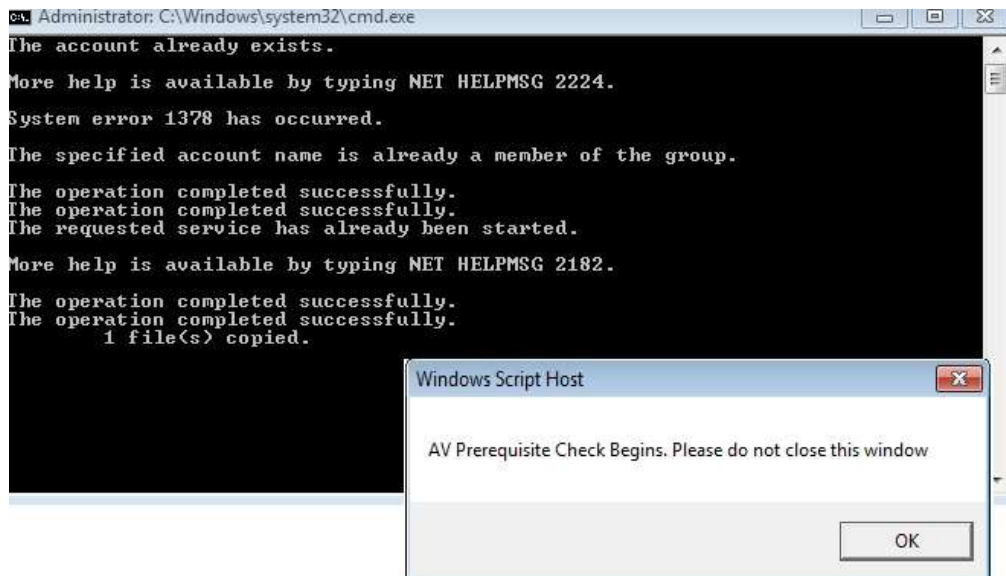 Administrator: C:\Windows\system32\cmd.exe
The account already exists.
More help is available by typing NET HELPMSG 2224.
System error 1378 has occurred.
The specified account name is already a member of the group.
The operation completed successfully.
The operation completed successfully.
The requested service has already been started.
More help is available by typing NET HELPMSG 2182.
The operation completed successfully.
The operation completed successfully.
1 file(s) copied.
Windows Script Host
AV Prerequisite Check Begins. Please do not close this window
OK